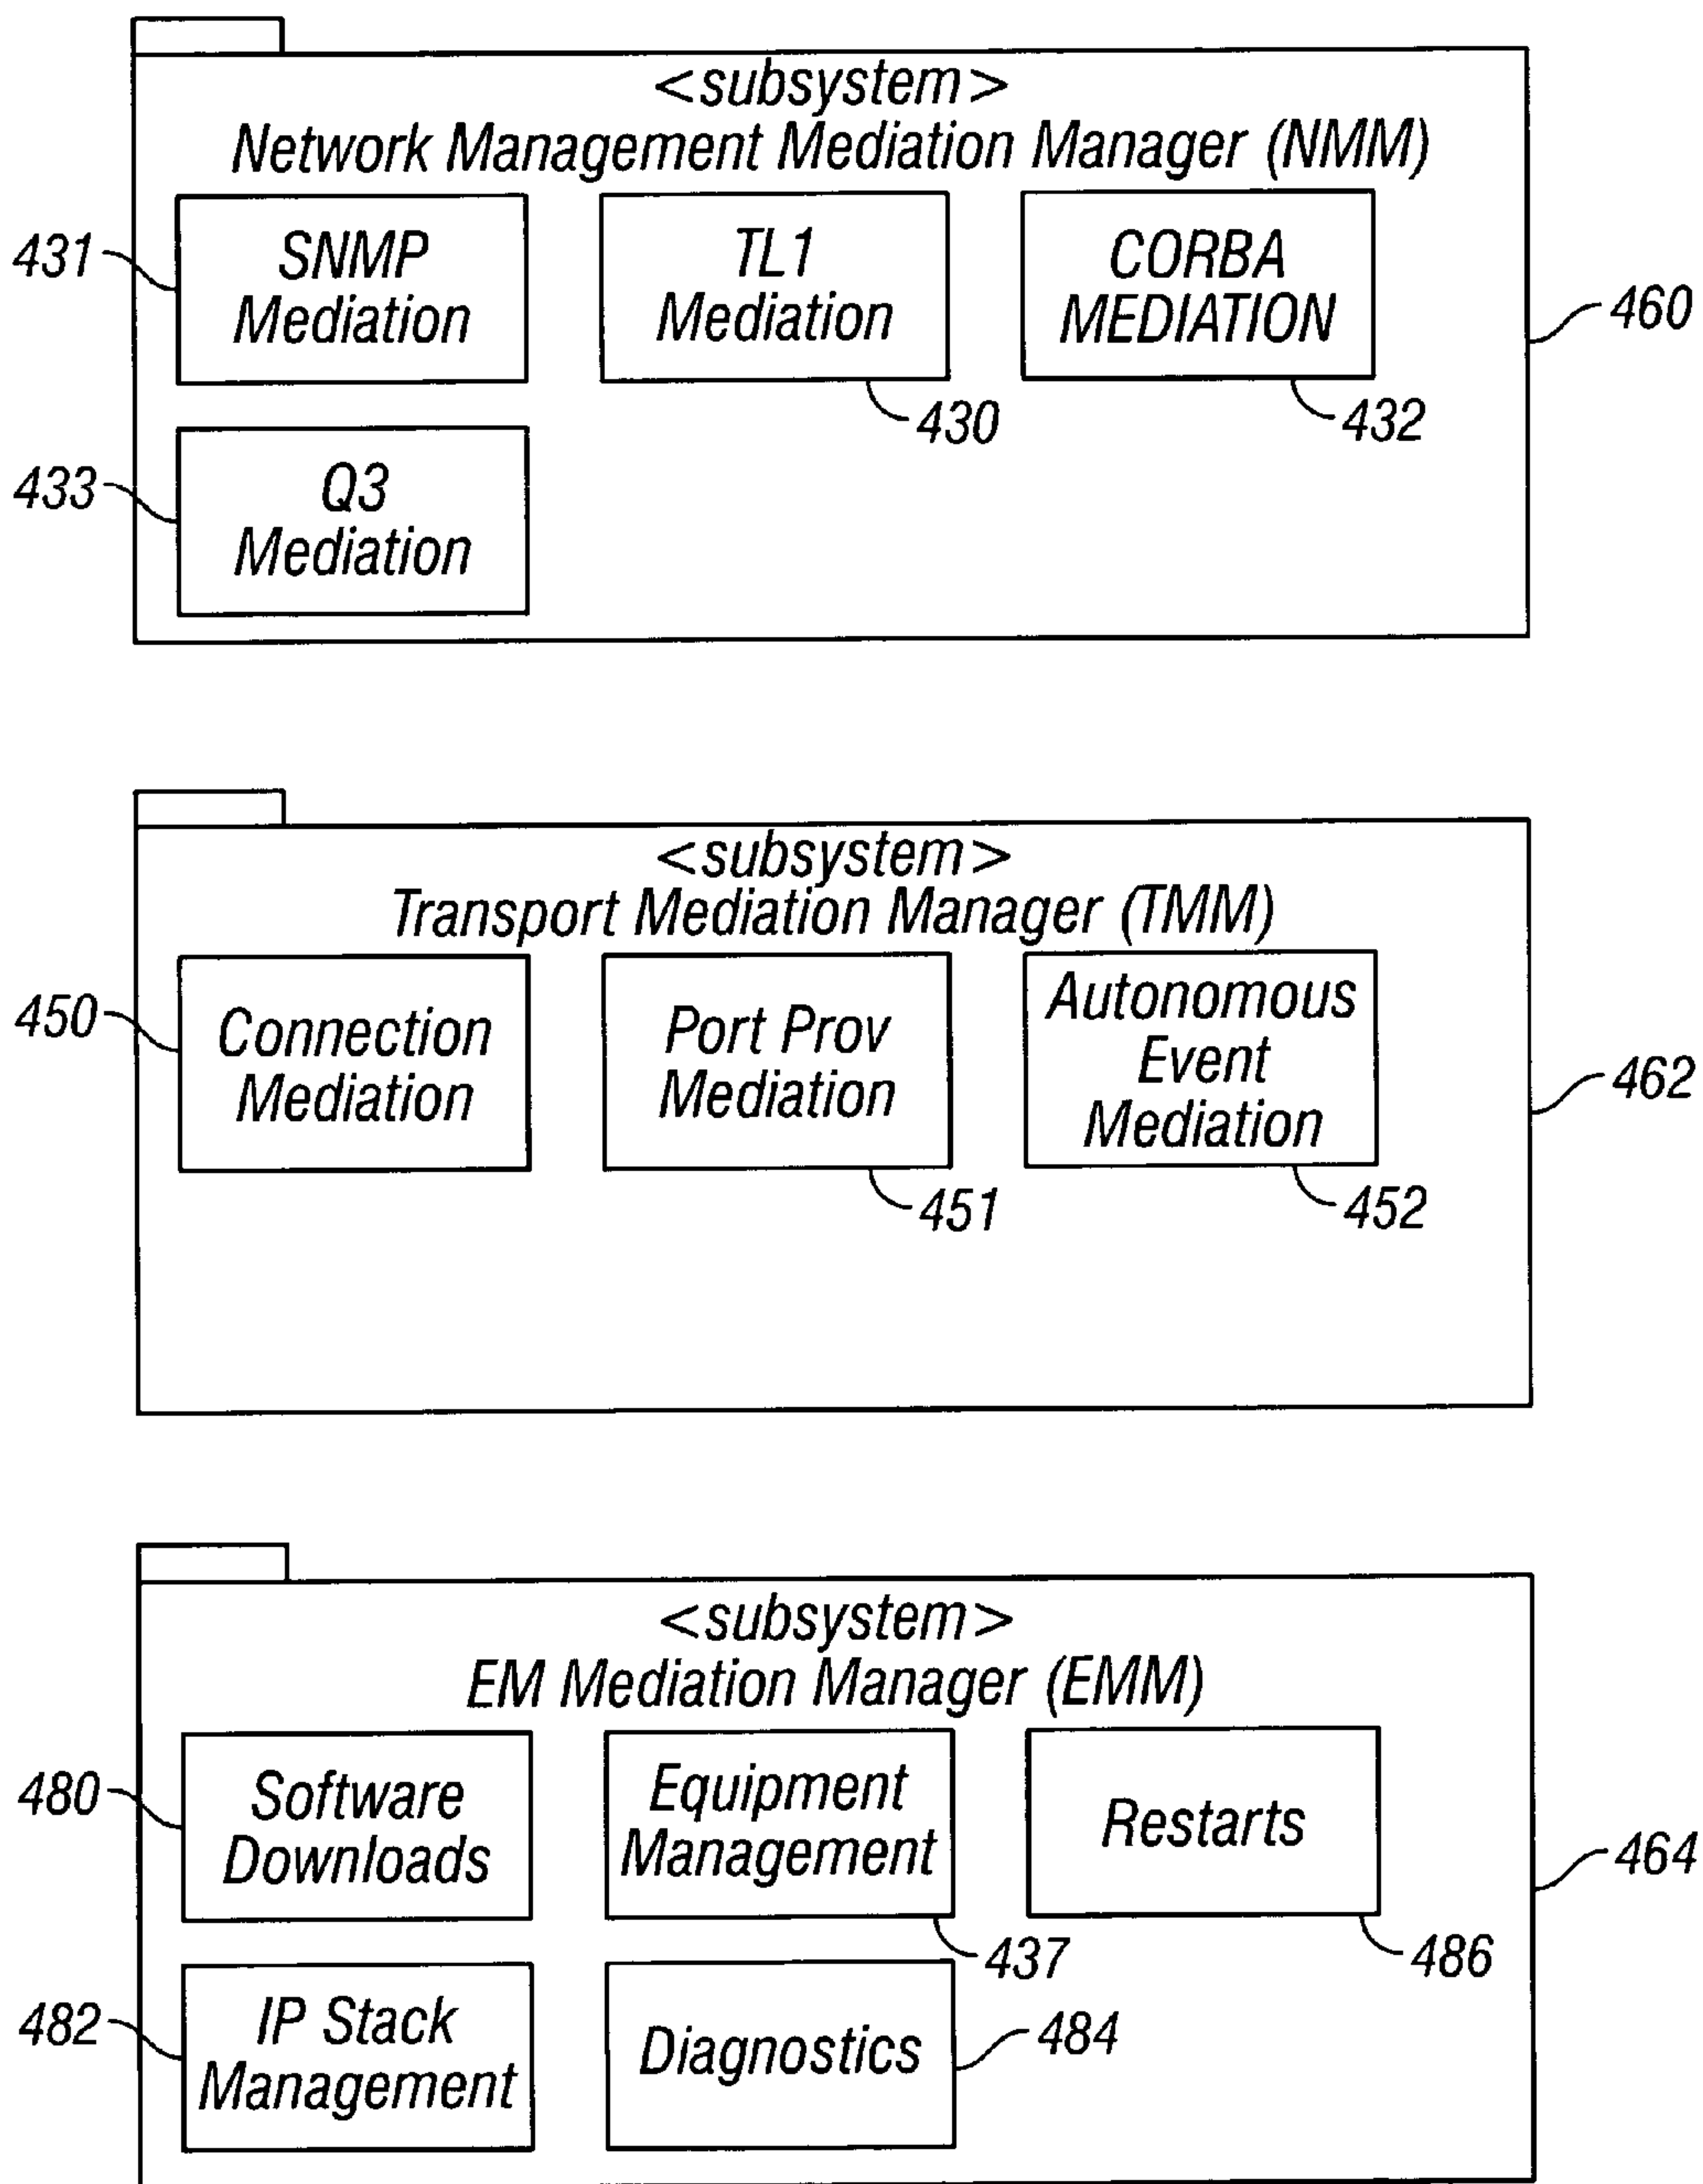 <subsystem>
Network Management Mediation Manager (NMM)
431
SNMP
Mediation
TL1
Mediation
CORBA
MEDIATION
460
430
432
433
Q3
Mediation
<subsystem>
Transport Mediation Manager (TMM)
450
Connection
Mediation
Port Prov
Mediation
Autonomous
Event
Mediation
462
451
452
<subsystem>
EM Mediation Manager (EMM)
480
Software
Downloads
Equipment
Management
Restarts
464
437
486
482
IP Stack
Management
Diagnostics
484